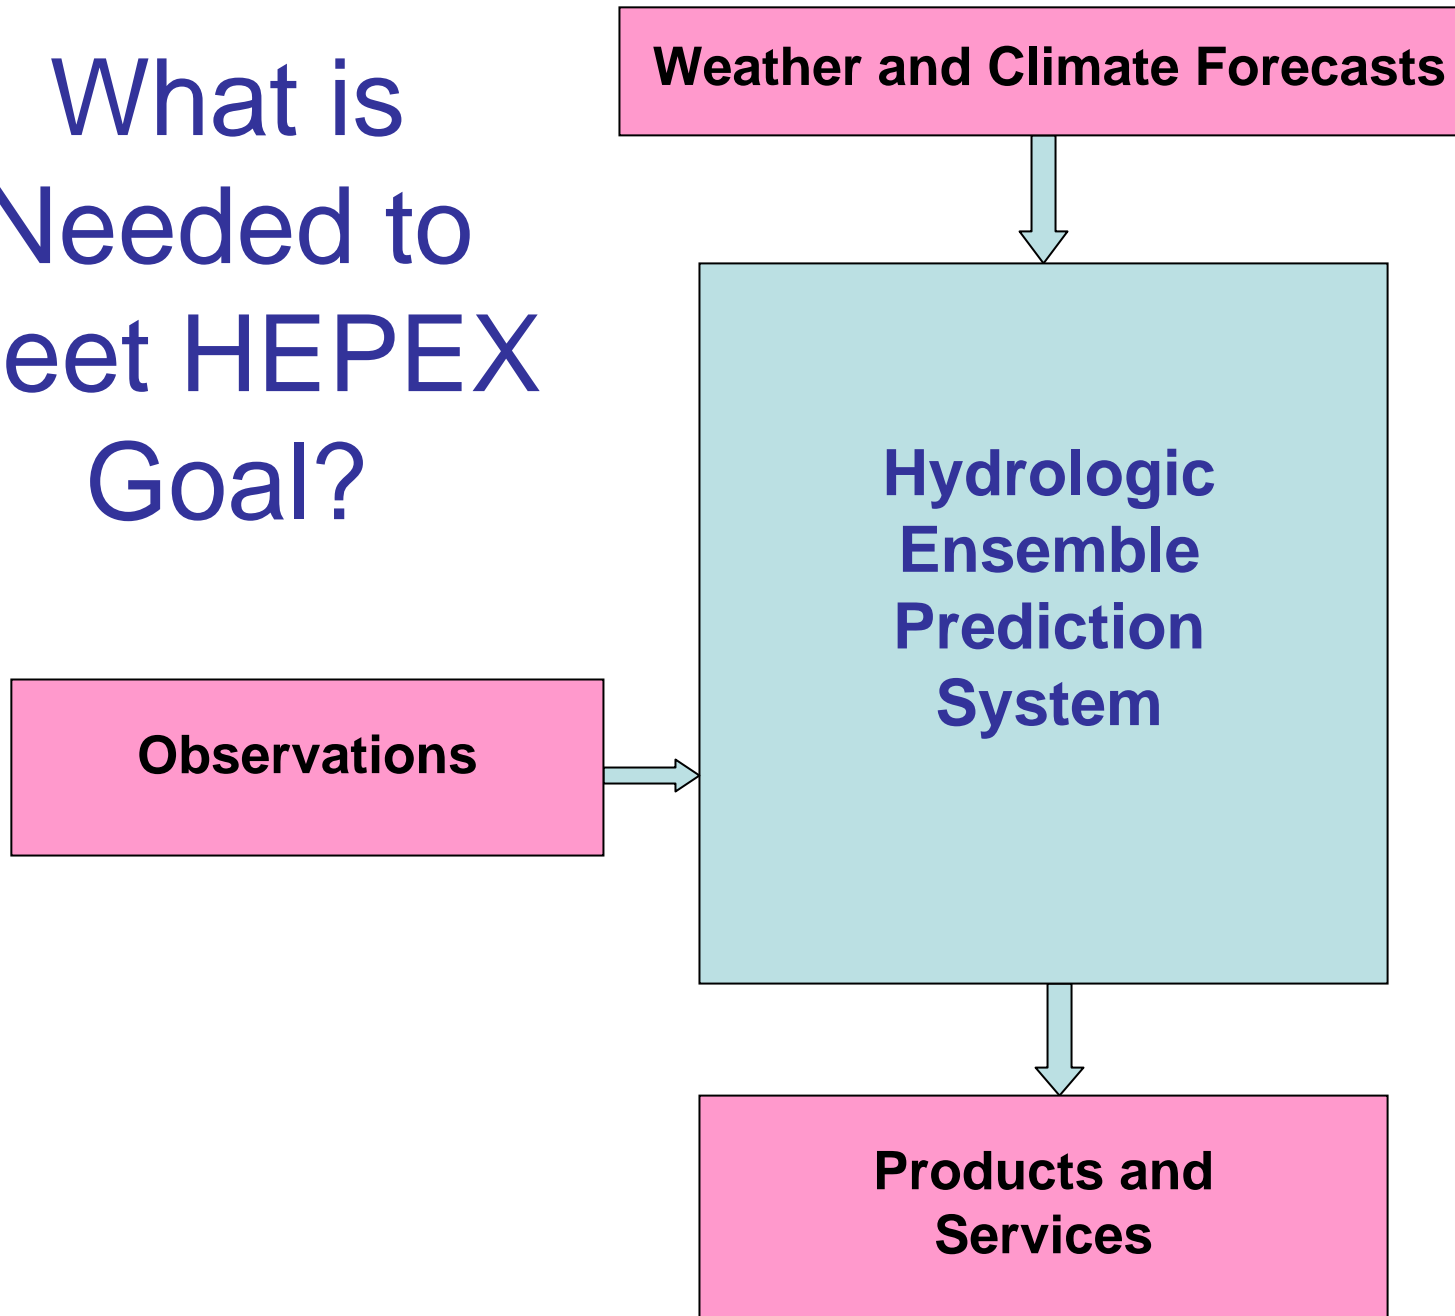 What is
Needed to
eet HEPEX
Goal?
Weather and Climate Forecasts
Hydrologic
Ensemble
Prediction
System
Observations
Products and
Services